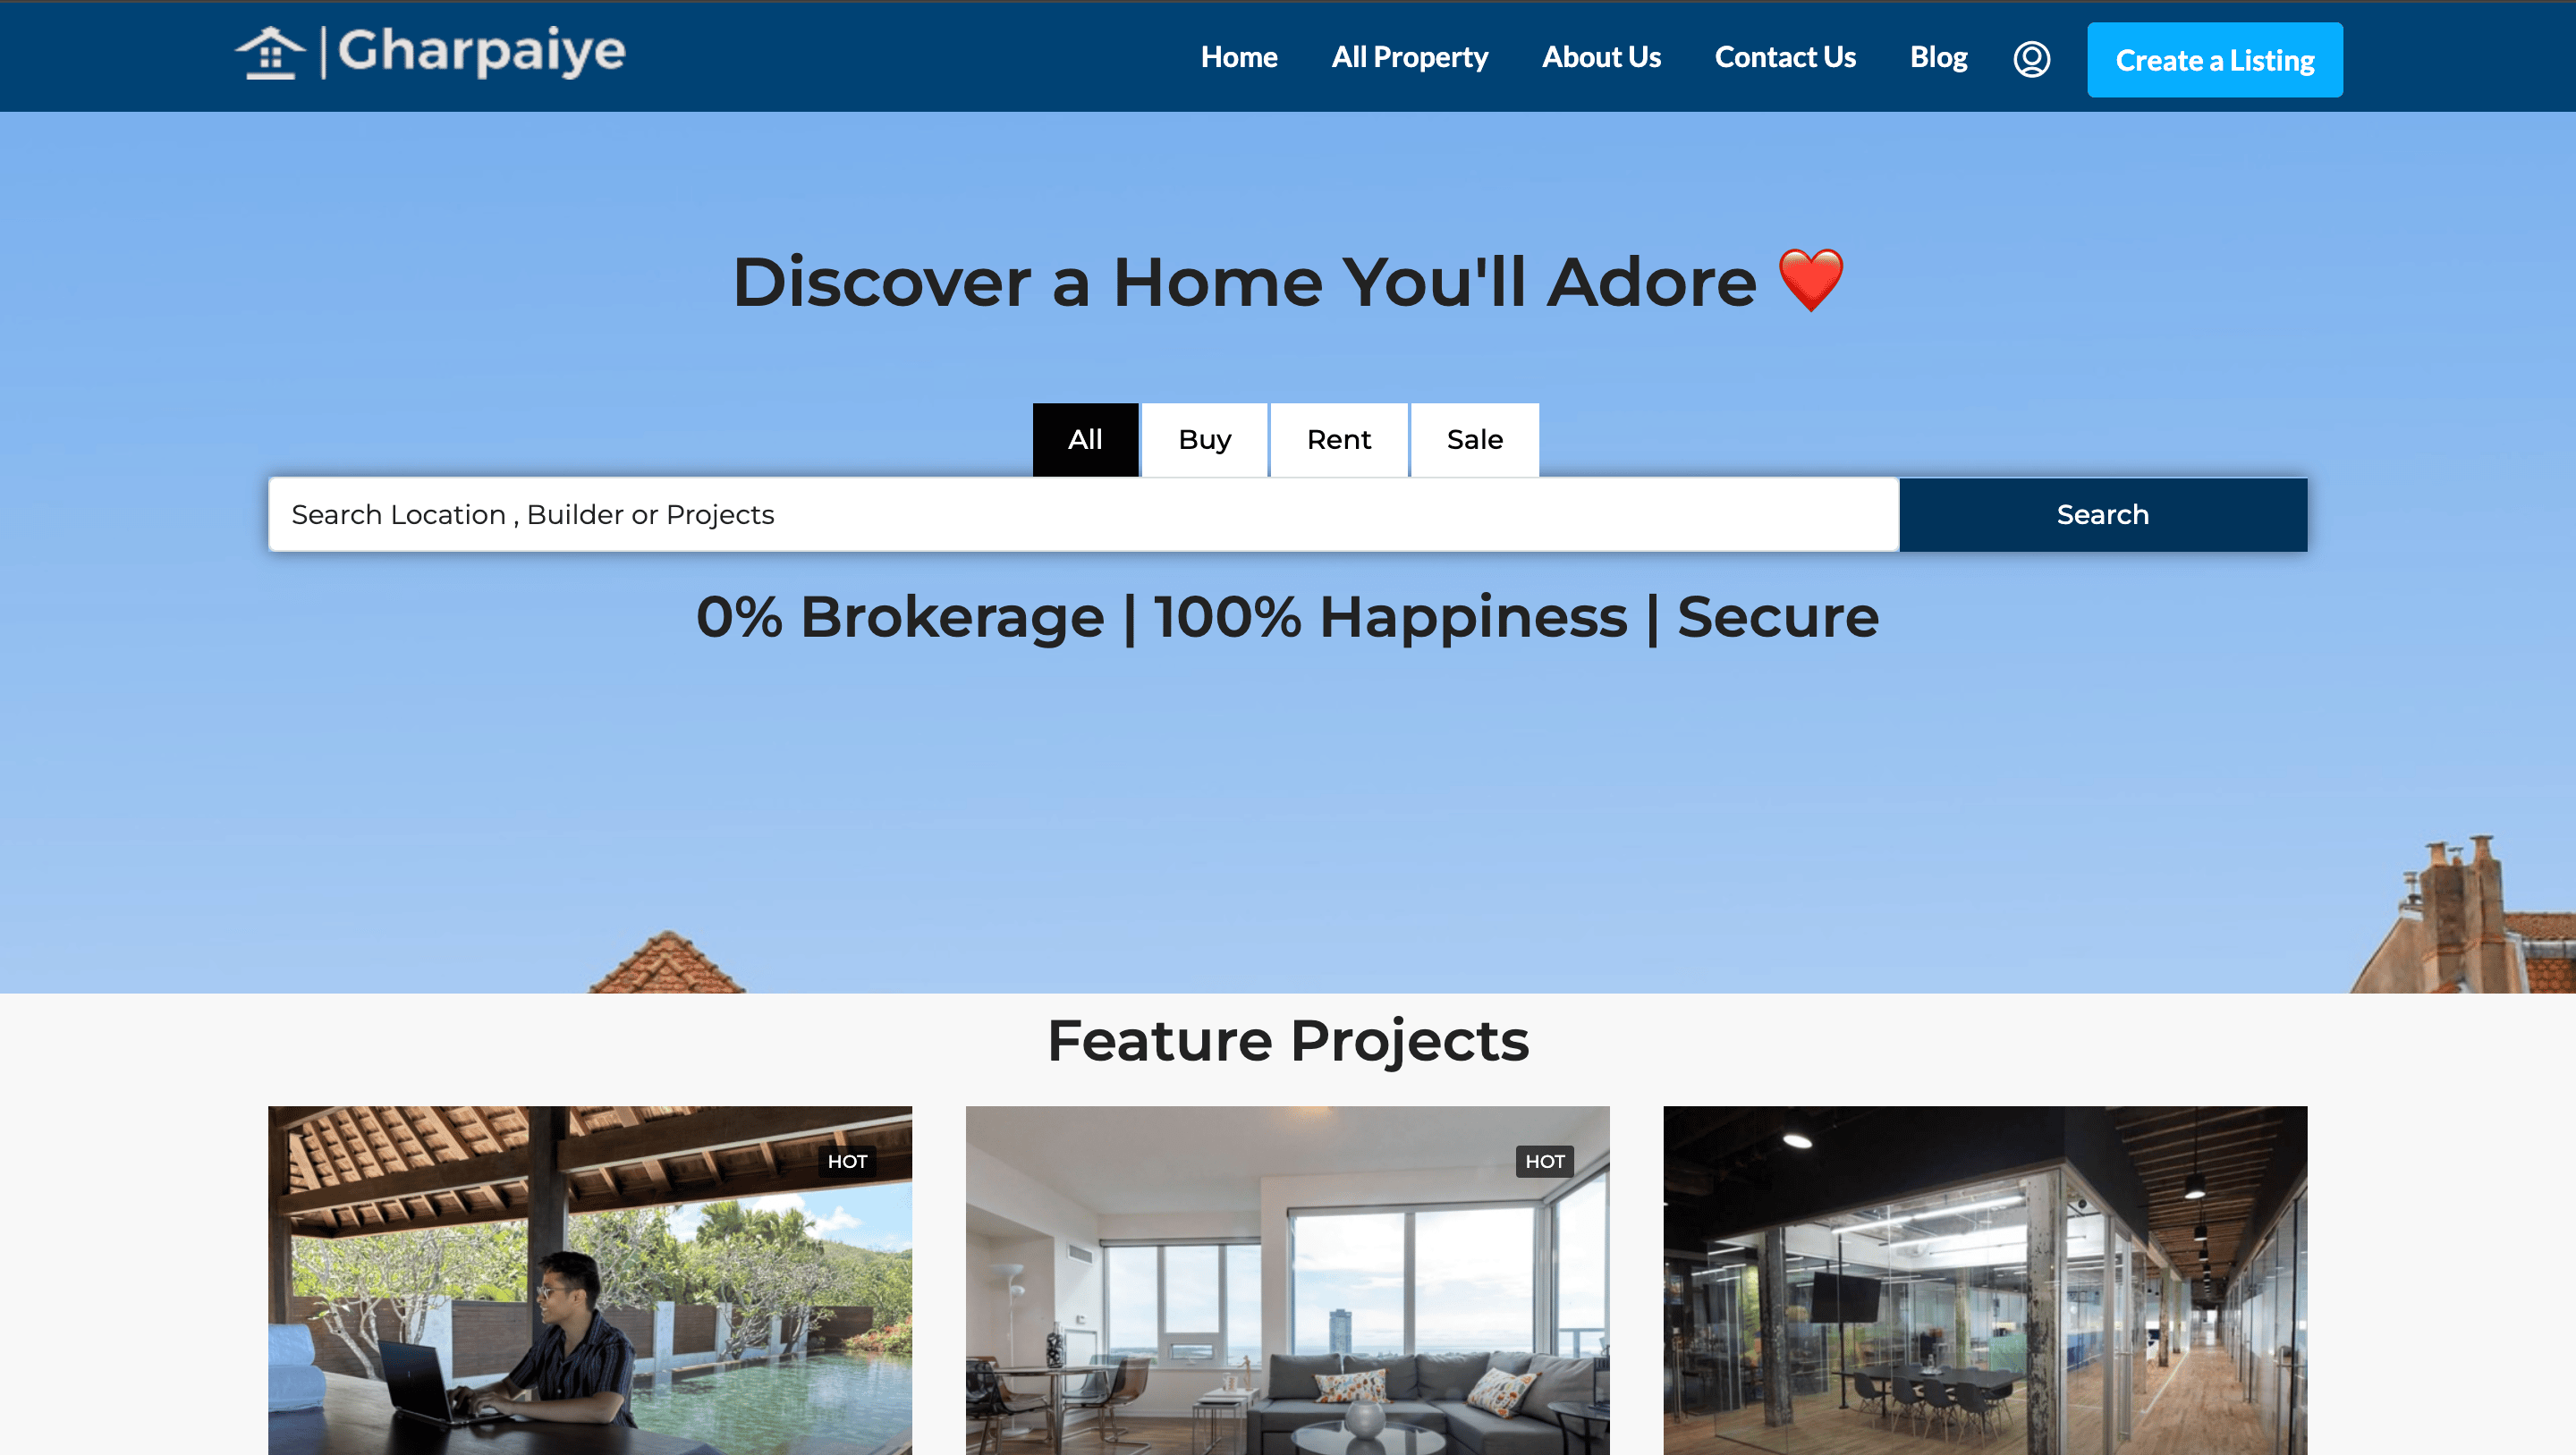 Gharpaiye
Home
All Property
About Us
Contact Us
Blog
Create a Listing
Discover a Home You'll Adore ❤️
All
Buy
Rent
Sale
Search Location , Builder or Projects
Search
0% Brokerage | 100% Happiness | Secure
Feature Projects
HOT
HOT